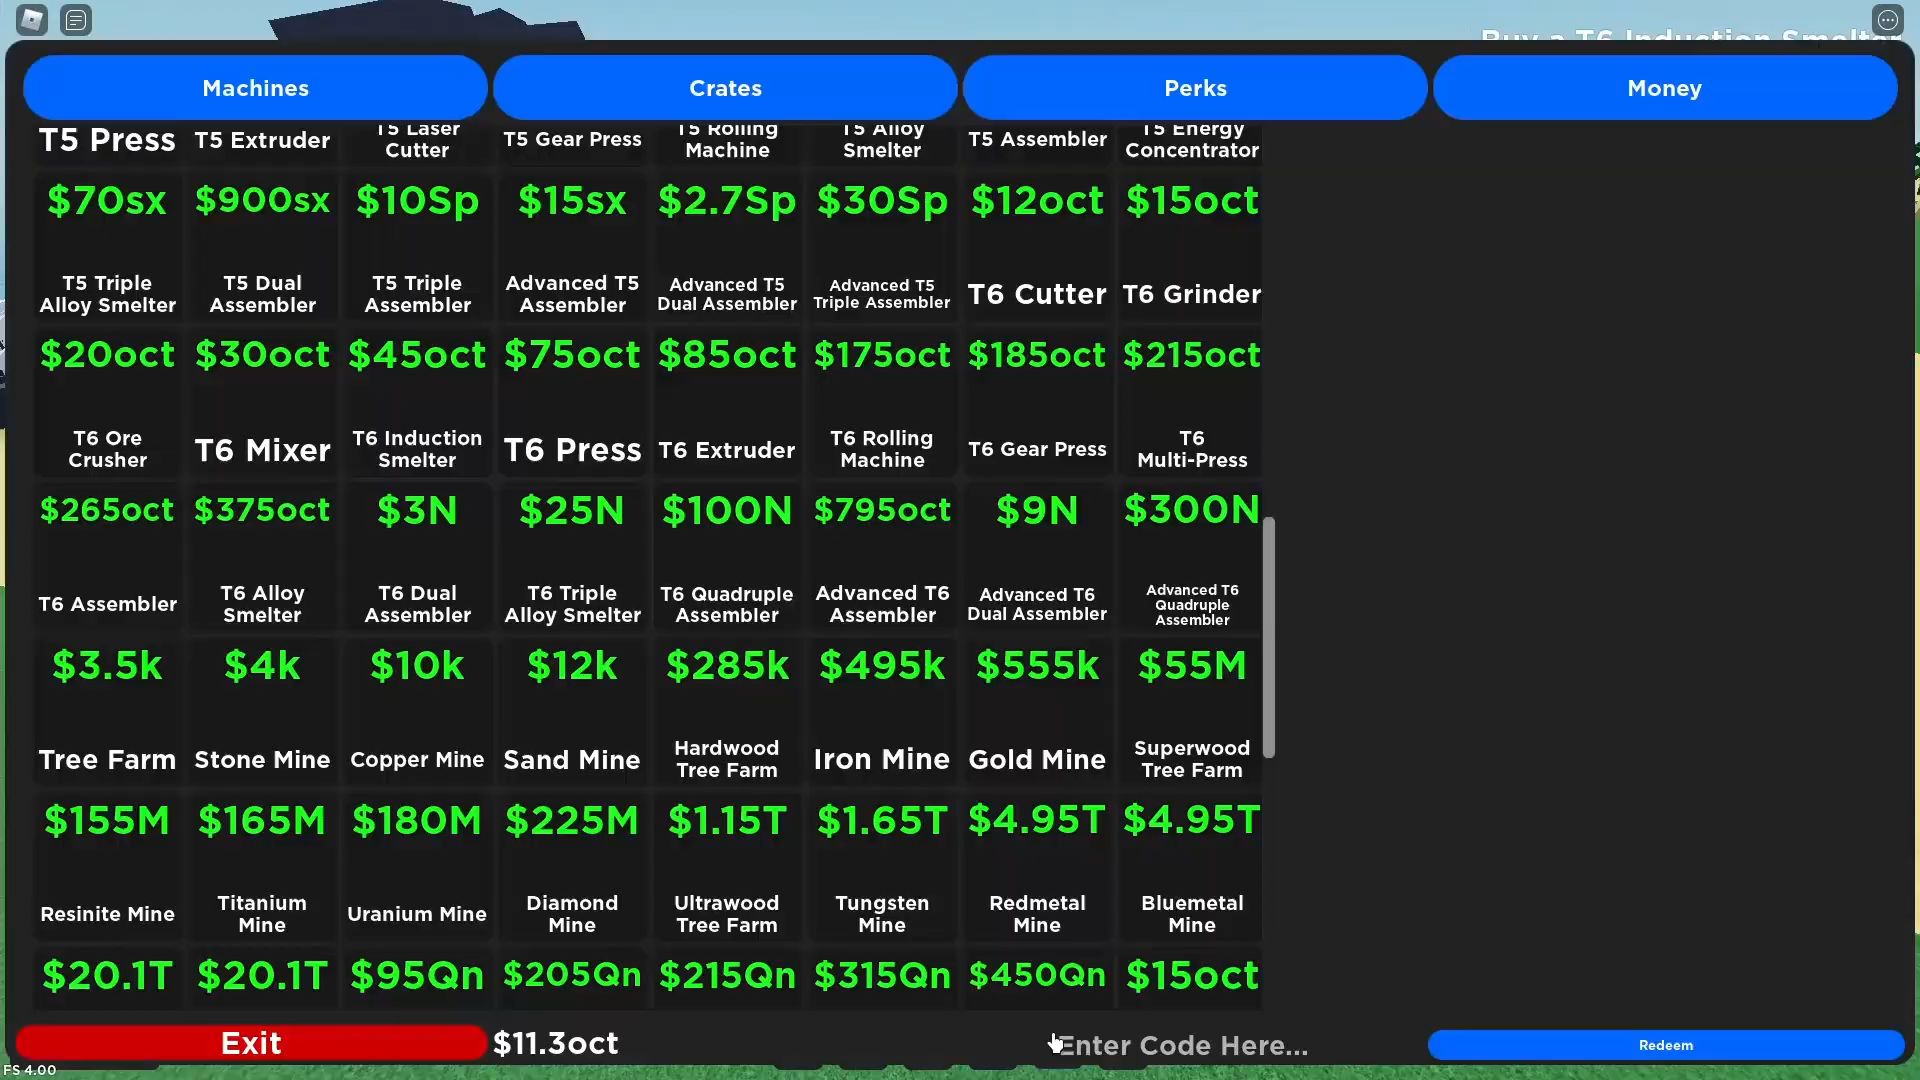 Buy a T6 Induction Smelter
Machines
Crates
Perks
Money
T5 Press
T5 Extruder
T5 Laser
Cutter
T5 Gear Press
T5 Rolling
Machine
T5 Alloy
Smelter
T5 Assembler
T5 Energy
Concentrator
$70sx
$900sx
$10Sp
$15sx
$2.7Sp
$30Sp
$12oct
$15oct
T5 Triple
Alloy Smelter
T5 Dual
Assembler
T5 Triple
Assembler
Advanced T5
Assembler
Advanced T5
Dual Assembler
Advanced T5
Triple Assembler
T6 Cutter
T6 Grinder
$20oct
$30oct
$45oct
$75oct
$85oct
$175oct
$185oct
$215oct
T6 Ore
Crusher
T6 Mixer
T6 Induction
Smelter
T6 Press
T6 Extruder
T6 Rolling
Machine
T6 Gear Press
T6
Multi-Press
$265oct
$375oct
$3N
$25N
$100N
$795oct
$9N
$300N
T6 Assembler
T6 Alloy
Smelter
T6 Dual
Assembler
T6 Triple
Alloy Smelter
T6 Quadruple
Assembler
Advanced T6
Assembler
Advanced T6
Dual Assembler
Advanced T6
Quadruple
Assembler
$3.5k
$4k
$10k
$12k
$285k
$495k
$555k
$55M
Tree Farm
Stone Mine
Copper Mine
Sand Mine
Hardwood
Tree Farm
Iron Mine
Gold Mine
Superwood
Tree Farm
$155M
$165M
$180M
$225M
$1.15T
$1.65T
$4.95T
$4.95T
Resinite Mine
Titanium
Mine
Uranium Mine
Diamond
Mine
Ultrawood
Tree Farm
Tungsten
Mine
Redmetal
Mine
Bluemetal
Mine
$20.1T
$20.1T
$95Qn
$205Qn
$215Qn
$315Qn
$450Qn
$15oct
Exit
$11.3oct
Enter Code Here...
Redeem
FS 4.00